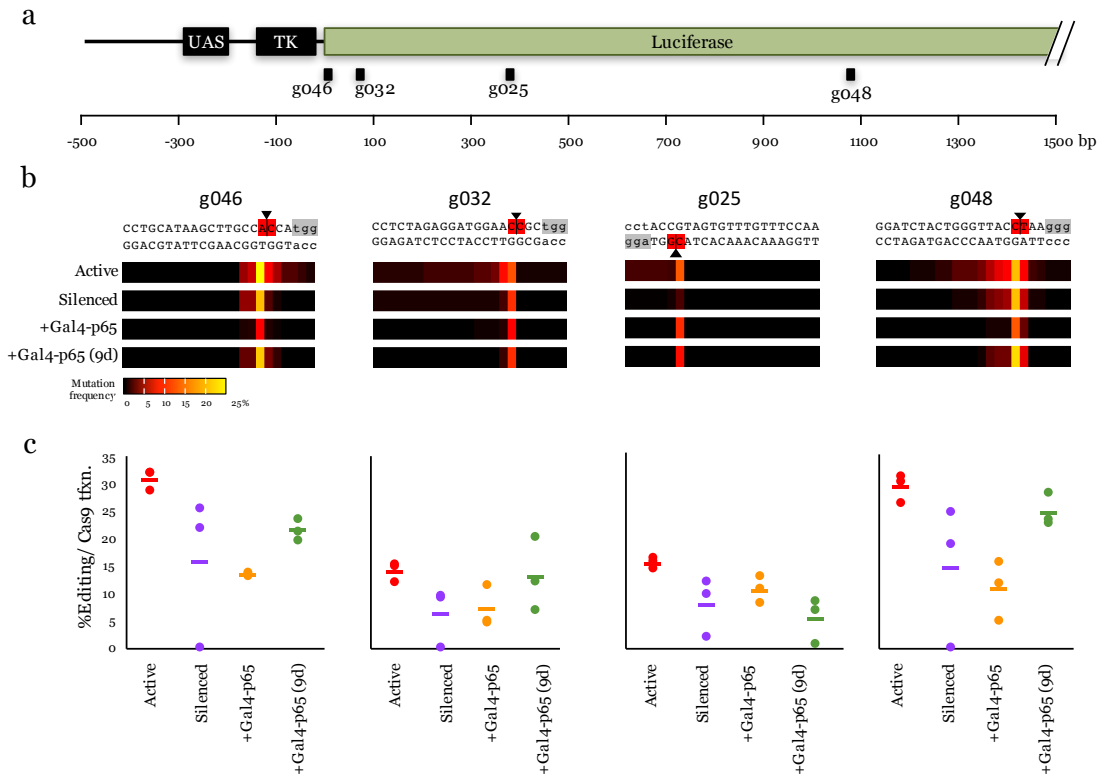 a
UAS TK Luciferase
g046 g032 g025 g048
-500 -300 -100 100 300 500 700 900 1100 1300 1500 bp
b
g046 g032 g025 g048
CCTGCATAAGCTTGCCACCAtgg CCTCTAGAGGATGGAACCGCtgg cctACCGTAGTGTTTGTTTCCAA GGATCTACTGGGTTACCTAAggg
GGACGTATTCGAACGGTGGTacc GGAGATCTCCTACCTTGGCGacc ggaTGGCATCACAAACAAAGGTT CCTAGATGACCCAATGGATTccc
Active
Silenced
+Gal4-p65
+Gal4-p65 (9d)
Mutation
frequency
0 5 10 15 20 25%
c
%Editing/ Cas9 tfxn.
35
30
25
20
15
10
5
0
Active Silenced +Gal4-p65 +Gal4-p65 (9d) Active Silenced +Gal4-p65 +Gal4-p65 (9d) Active Silenced +Gal4-p65 +Gal4-p65 (9d) Active Silenced +Gal4-p65 +Gal4-p65 (9d)